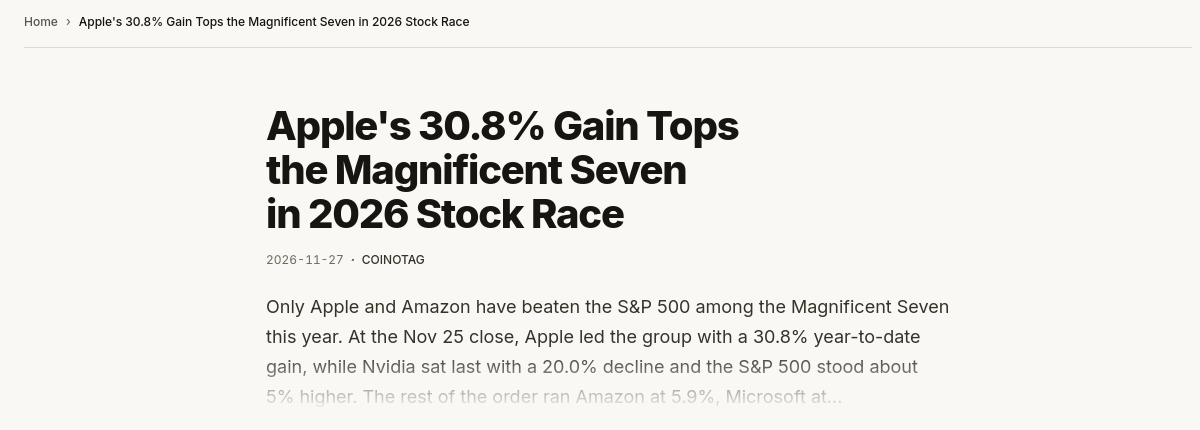 Home › Apple's 30.8% Gain Tops the Magnificent Seven in 2026 Stock Race
Apple's 30.8% Gain Tops
the Magnificent Seven
in 2026 Stock Race
2026-11-27 · COINOTAG
Only Apple and Amazon have beaten the S&P 500 among the Magnificent Seven
this year. At the Nov 25 close, Apple led the group with a 30.8% year-to-date
gain, while Nvidia sat last with a 20.0% decline and the S&P 500 stood about
5% higher. The rest of the order ran Amazon at 5.9%, Microsoft at...